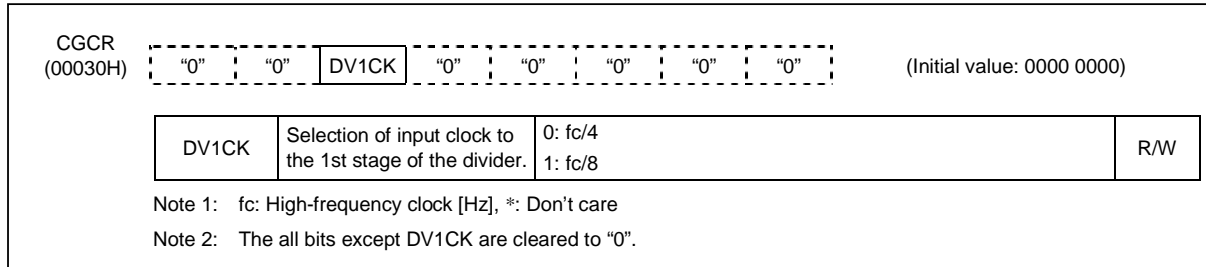 CGCR
(00030H) “0” “0” DV1CK “0” “0” “0” “0” “0” (Initial value: 0000 0000)
DV1CK Selection of input clock to the 1st stage of the divider. 0: fc/4 R/W
1: fc/8
Note 1: fc: High-frequency clock [Hz], *: Don’t care
Note 2: The all bits except DV1CK are cleared to “0”.